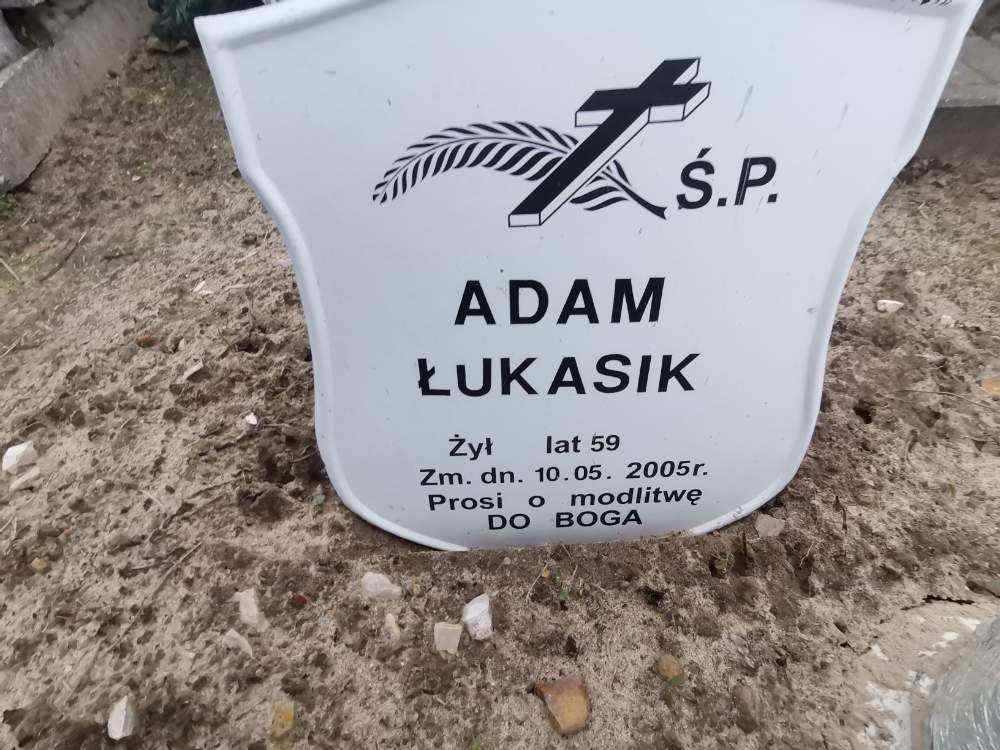 Ś.P.
ADAM
ŁUKASIK
Żył lat 59
Zm. dn. 10.05. 2005r.
Prosi o modlitwę
DO BOGA